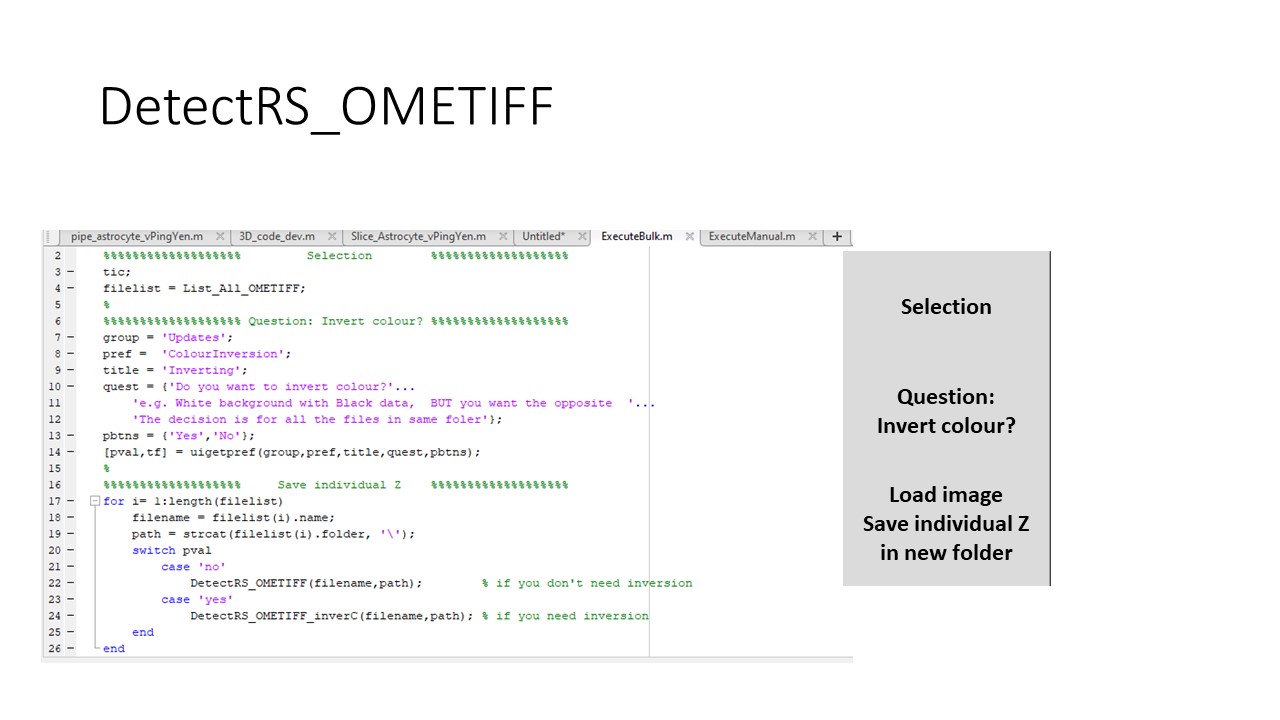 DetectRS_OMETIFF
pipe_astrocyte_vPingYen.m × 3D_code_dev.m × Slice_Astrocyte_vPingYen.m × Untitled* × ExecuteBulk.m × ExecuteManual.m × +
2 %%%%%%%%%%%%%%%%%%% Selection %%%%%%%%%%%%%%%%%%%
3 – tic;
4 – filelist = List_All_OMETIFF;
5 %
6 %%%%%%%%%%%%%%%%%%% Question: Invert colour? %%%%%%%%%%%%%%%%%%%
7 – group = 'Updates';
8 – pref = 'ColourInversion';
9 – title = 'Inverting';
10 – quest = {'Do you want to invert colour?'...
11 'e.g. White background with Black data, BUT you want the opposite '...
12 'The decision is for all the files in same foler'};
13 – pbtns = {'Yes','No'};
14 – [pval,tf] = uigetpref(group,pref,title,quest,pbtns);
15 %
16 %%%%%%%%%%%%%%%%%%% Save individual Z %%%%%%%%%%%%%%%%%%%
17 – for i= 1:length(filelist)
18 – filename = filelist(i).name;
19 – path = strcat(filelist(i).folder, '\');
20 – switch pval
21 – case 'no'
22 – DetectRS_OMETIFF(filename,path); % if you don't need inversion
23 – case 'yes'
24 – DetectRS_OMETIFF_inverC(filename,path); % if you need inversion
25 – end
26 – end
Selection
Question:
Invert colour?
Load image
Save individual Z
in new folder